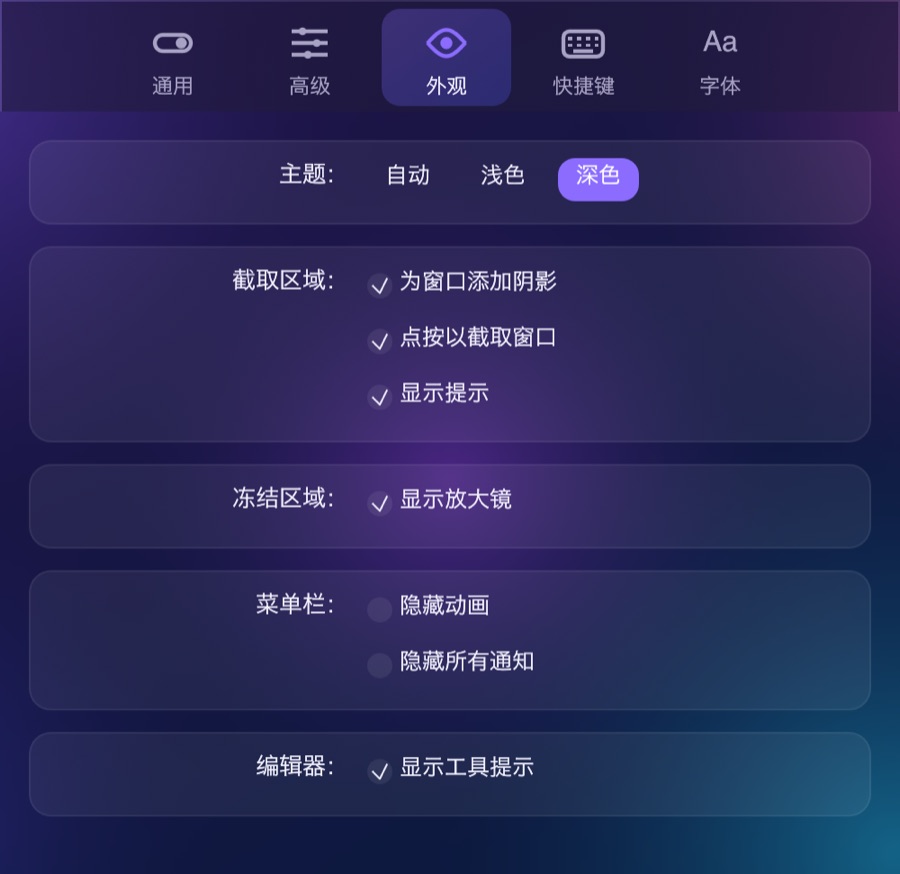 通用 高级 外观 快捷键 Aa 字体
主题: 自动 浅色 深色
截取区域: 为窗口添加阴影
点按以截取窗口
显示提示
冻结区域: 显示放大镜
菜单栏: 隐藏动画
隐藏所有通知
编辑器: 显示工具提示